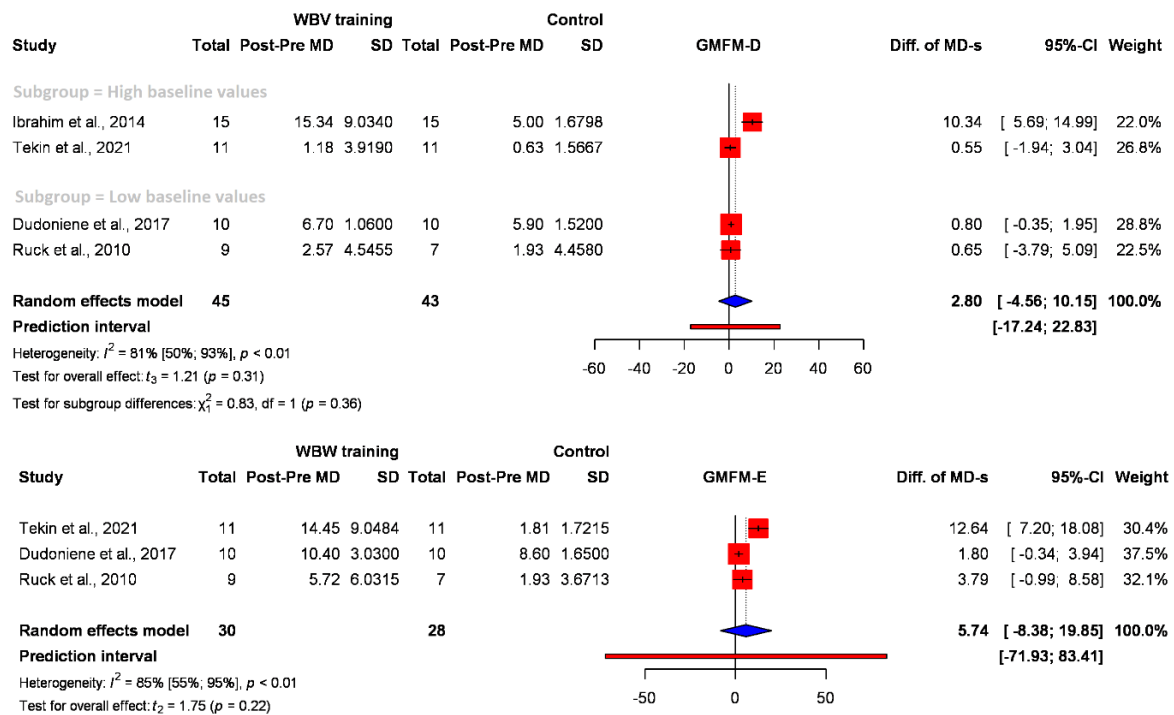 WBV training Control
Study Total Post-Pre MD SD Total Post-Pre MD SD GMFM-D Diff. of MD-s 95%-CI Weight
Subgroup = High baseline values
Ibrahim et al., 2014 15 15.34 9.0340 15 5.00 1.6798 10.34 [ 5.69; 14.99] 22.0%
Tekin et al., 2021 11 1.18 3.9190 11 0.63 1.5667 0.55 [ -1.94; 3.04] 26.8%
Subgroup = Low baseline values
Dudoniene et al., 2017 10 6.70 1.0600 10 5.90 1.5200 0.80 [ -0.35; 1.95] 28.8%
Ruck et al., 2010 9 2.57 4.5455 7 1.93 4.4580 0.65 [ -3.79; 5.09] 22.5%
Random effects model 45 43 2.80 [ -4.56; 10.15] 100.0%
Prediction interval [-17.24; 22.83]
Heterogeneity: I² = 81% [50%; 93%], p < 0.01
Test for overall effect: t₃ = 1.21 (p = 0.31)
-60 -40 -20 0 20 40 60
Test for subgroup differences: χ²₁ = 0.83, df = 1 (p = 0.36)
WBW training Control
Study Total Post-Pre MD SD Total Post-Pre MD SD GMFM-E Diff. of MD-s 95%-CI Weight
Tekin et al., 2021 11 14.45 9.0484 11 1.81 1.7215 12.64 [ 7.20; 18.08] 30.4%
Dudoniene et al., 2017 10 10.40 3.0300 10 8.60 1.6500 1.80 [ -0.34; 3.94] 37.5%
Ruck et al., 2010 9 5.72 6.0315 7 1.93 3.6713 3.79 [ -0.99; 8.58] 32.1%
Random effects model 30 28 5.74 [ -8.38; 19.85] 100.0%
Prediction interval [-71.93; 83.41]
Heterogeneity: I² = 85% [55%; 95%], p < 0.01
-50 0 50
Test for overall effect: t₂ = 1.75 (p = 0.22)